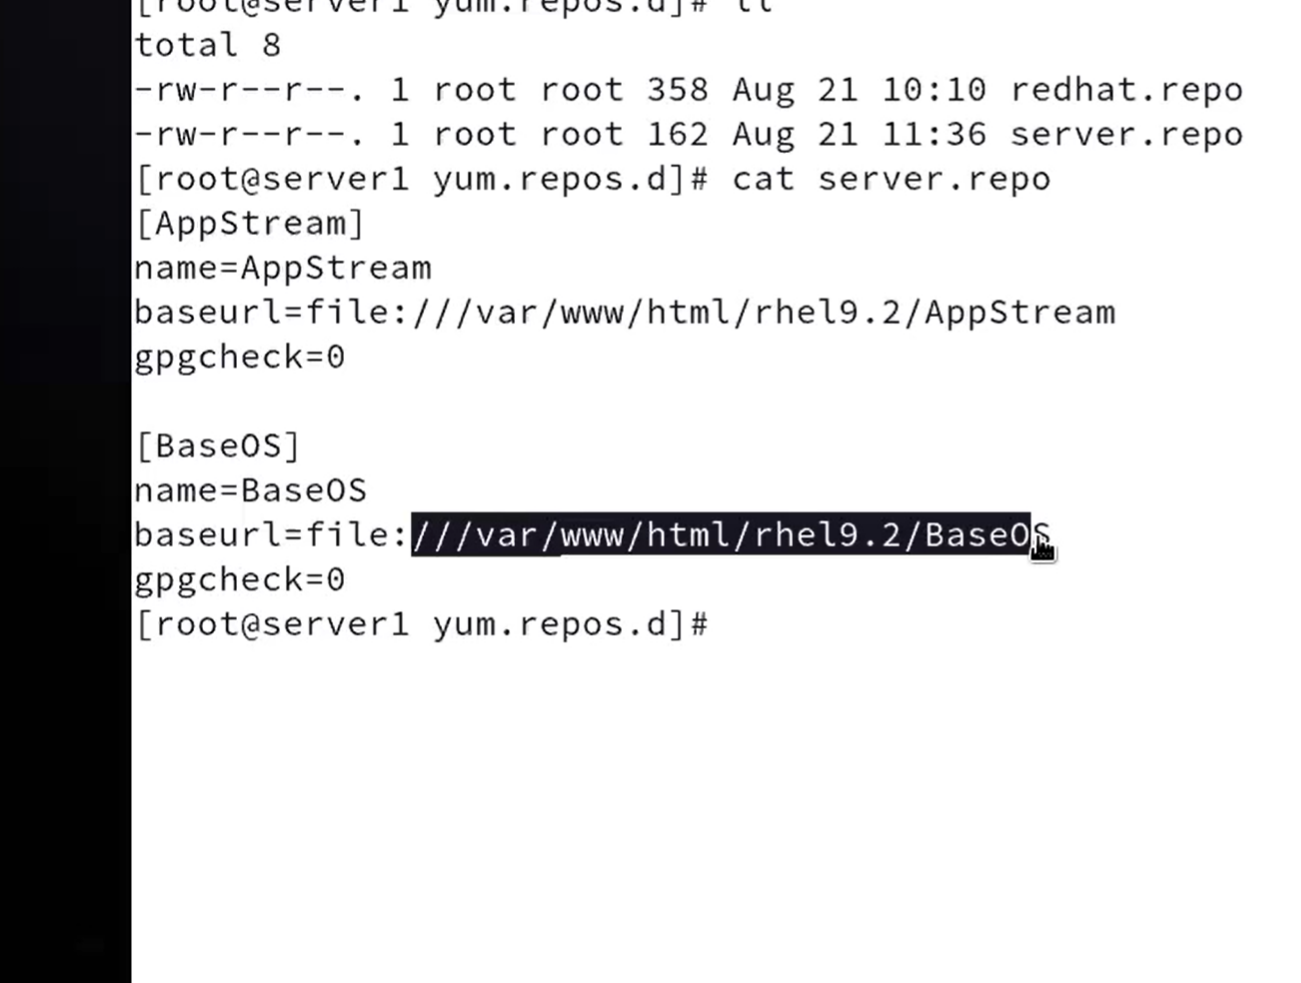 [root@server1 yum.repos.d]# ll
total 8
-rw-r--r--. 1 root root 358 Aug 21 10:10 redhat.repo
-rw-r--r--. 1 root root 162 Aug 21 11:36 server.repo
[root@server1 yum.repos.d]# cat server.repo
[AppStream]
name=AppStream
baseurl=file:///var/www/html/rhel9.2/AppStream
gpgcheck=0
[BaseOS]
name=BaseOS
baseurl=file:///var/www/html/rhel9.2/BaseOS
gpgcheck=0
[root@server1 yum.repos.d]#